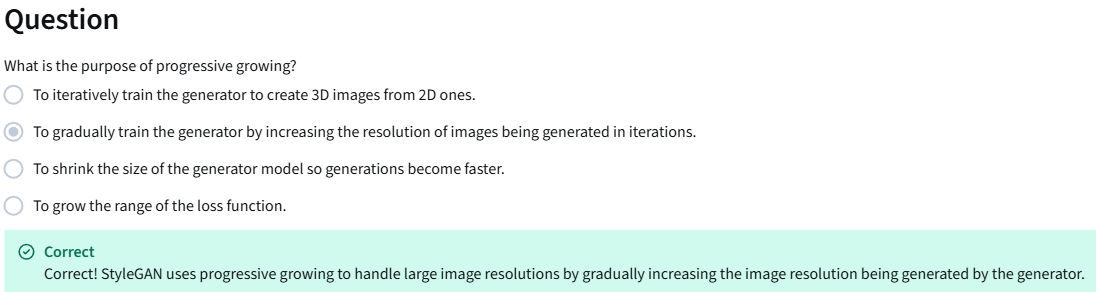 Question
What is the purpose of progressive growing?
To iteratively train the generator to create 3D images from 2D ones.
To gradually train the generator by increasing the resolution of images being generated in iterations.
To shrink the size of the generator model so generations become faster.
To grow the range of the loss function.
Correct
Correct! StyleGAN uses progressive growing to handle large image resolutions by gradually increasing the image resolution being generated by the generator.